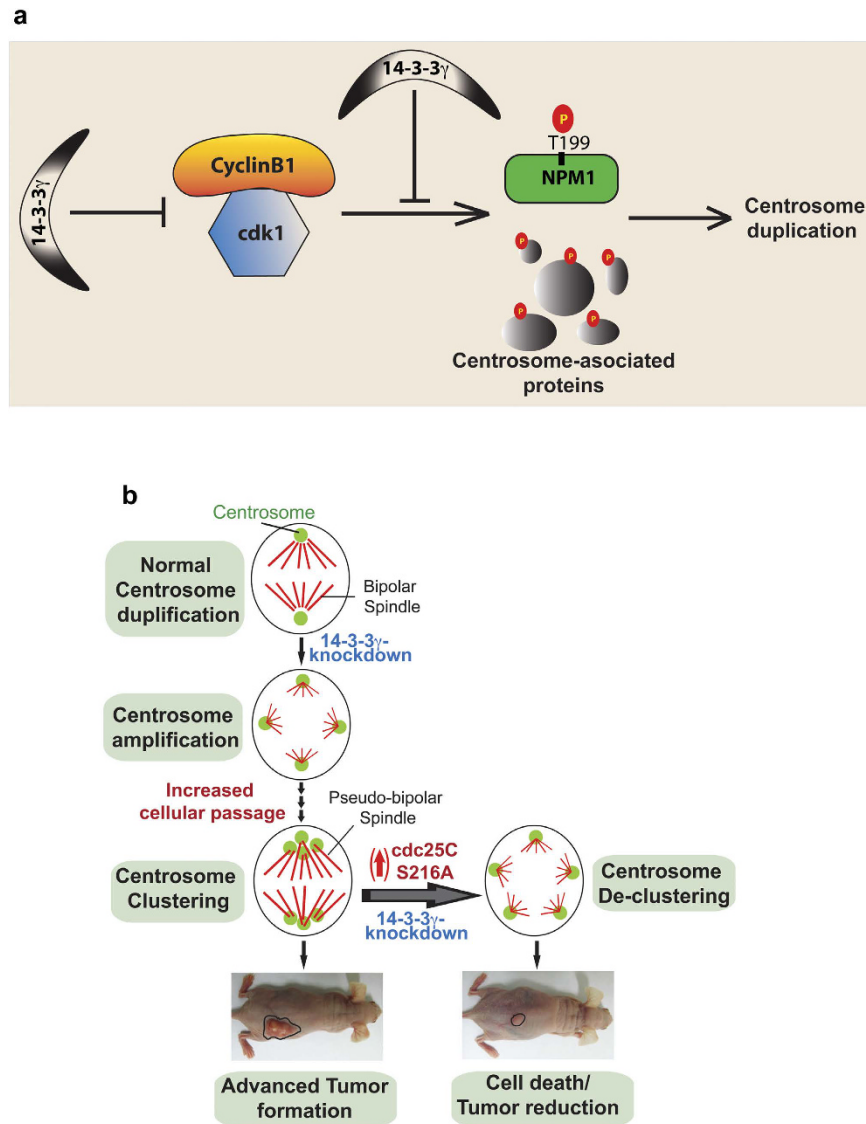 a
14-3-3γ
14-3-3γ
CyclinB1
cdk1
P
T199
NPM1
P
P
P
P
P
Centrosome-asociated
proteins
Centrosome
duplication
b
Centrosome
Normal
Centrosome
duplification
Bipolar
Spindle
14-3-3γ-
knockdown
Centrosome
amplification
Increased
cellular passage
Pseudo-bipolar
Spindle
Centrosome
Clustering
( cdc25C
S216A
14-3-3γ-
knockdown
Centrosome
De-clustering
Advanced Tumor
formation
Cell death/
Tumor reduction